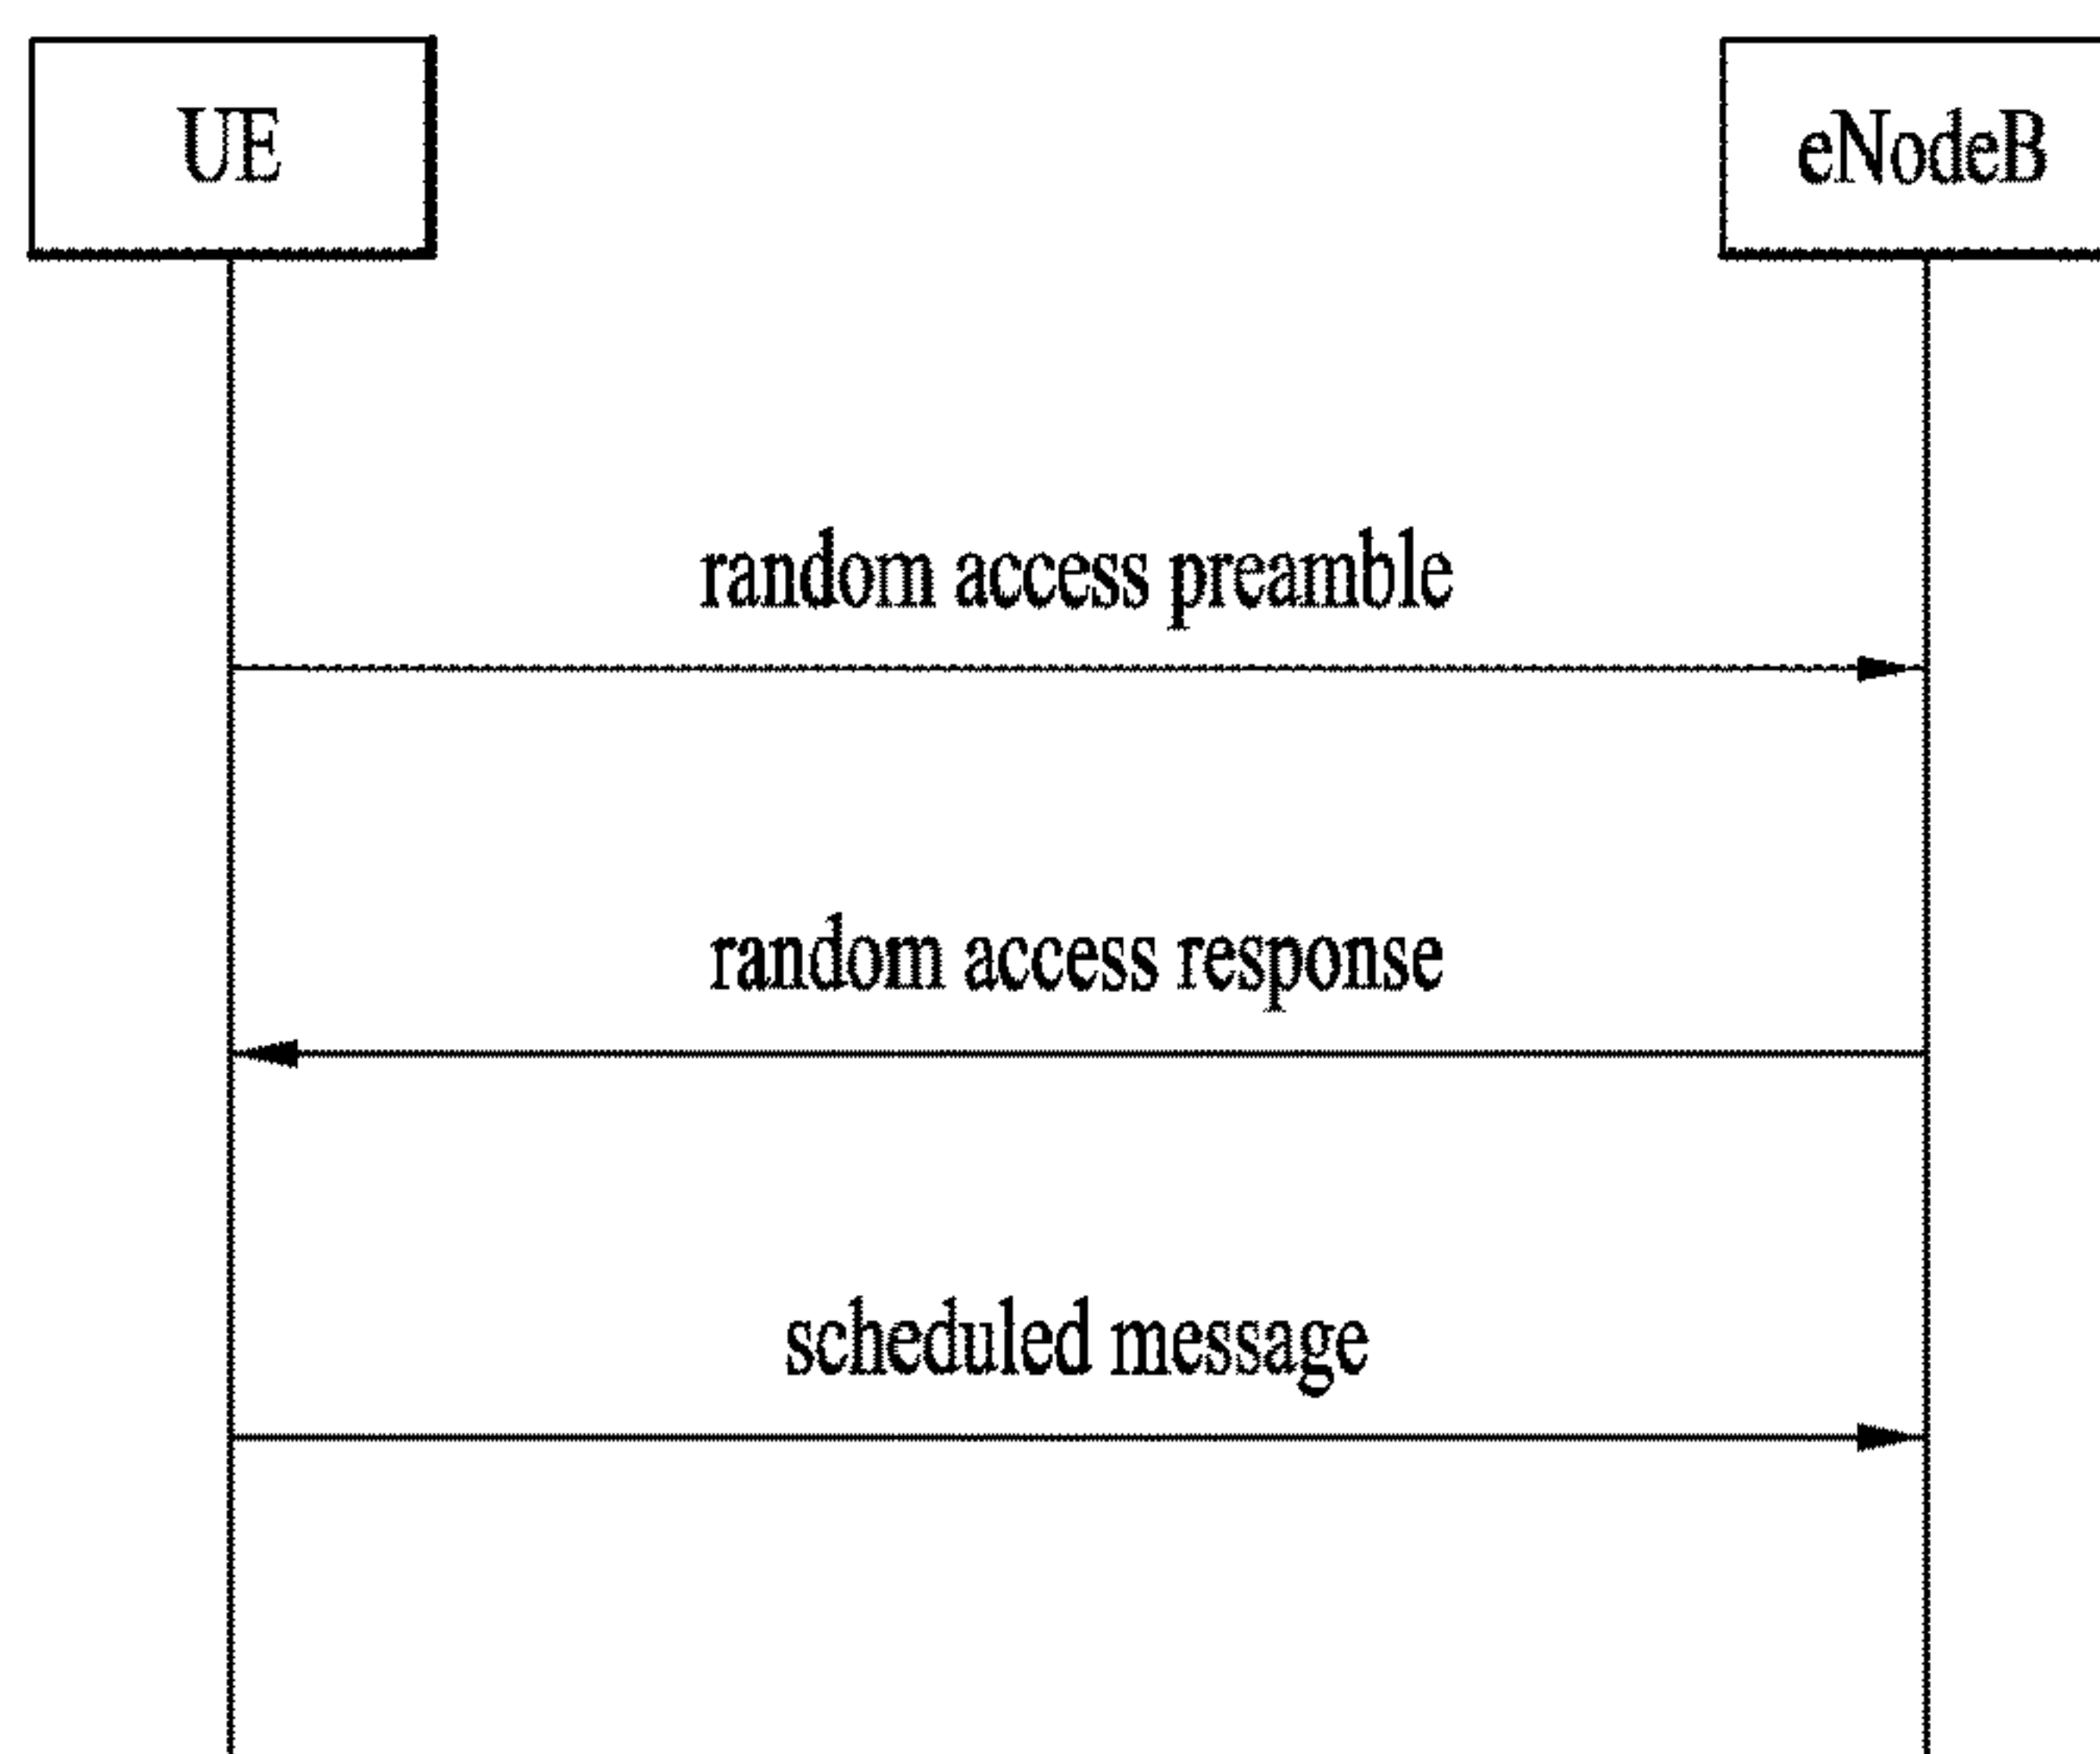 UE
eNodeB
random access preamble
random access response
scheduled message